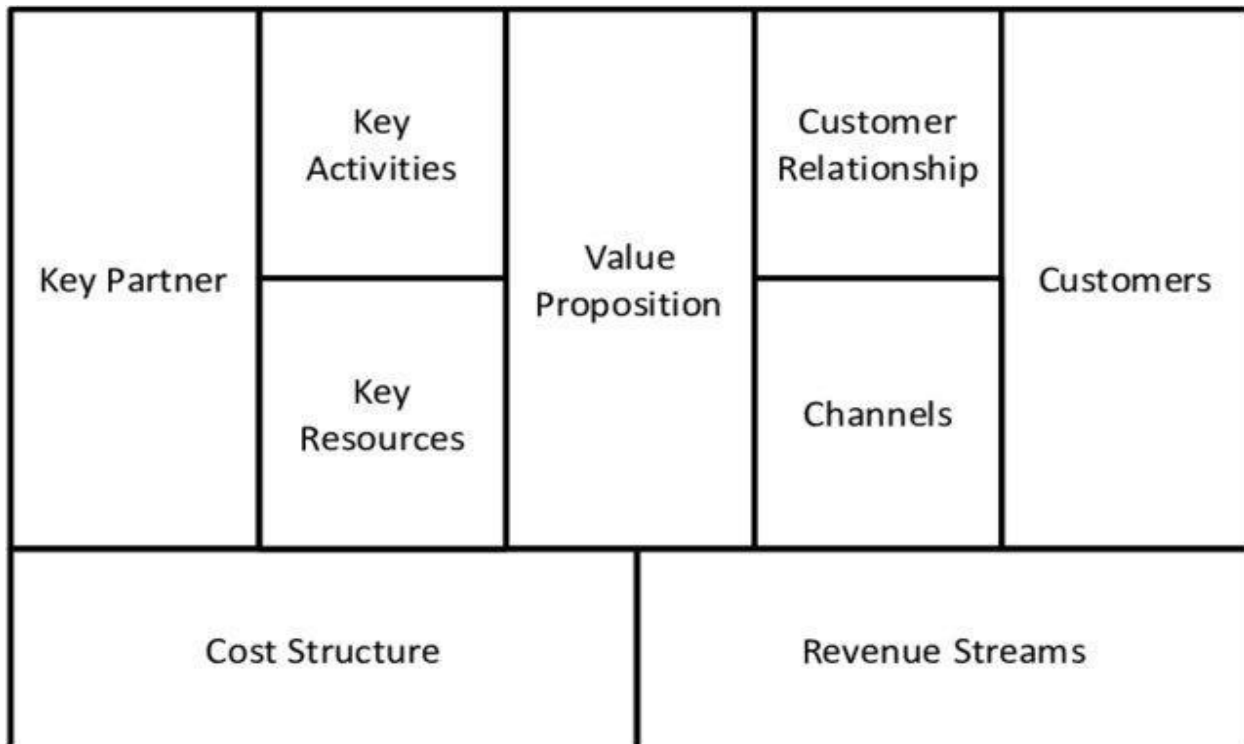 Key Partner
Key
Activities
Key
Resources
Value
Proposition
Customer
Relationship
Channels
Customers
Cost Structure
Revenue Streams